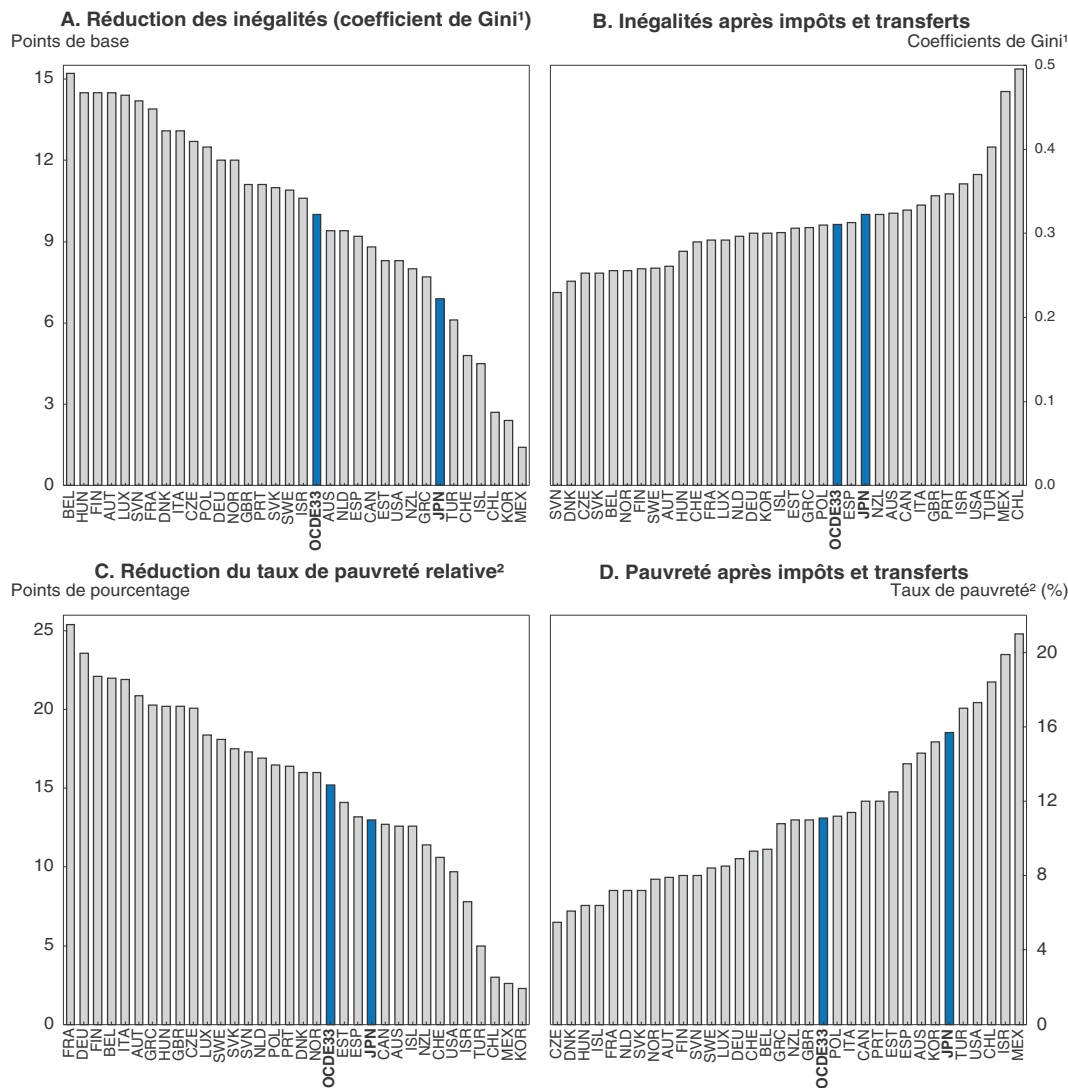 A. Réduction des inégalités (coefficient de Gini¹)
Points de base
15
12
9
6
3
0
BEL HUN FIN AUT LUX SVN FRA DNK ITA CZE POL DEU NOR GBR PRT SVK SWE ISR OCDE33 AUS NLD ESP CAN EST USA NZL GRC JPN TUR CHE ISL CHL KOR MEX
B. Inégalités après impôts et transferts
Coefficients de Gini¹
0.5
0.4
0.3
0.2
0.1
0.0
SVN DNK CZE SVK BEL NOR FIN SWE AUT HUN CHE FRA LUX NLD DEU KOR ISL EST GRC POL OCDE33 ESP JPN NZL AUS CAN ITA GBR PRT ISR USA TUR MEX CHL
C. Réduction du taux de pauvreté relative²
Points de pourcentage
25
20
15
10
5
0
FRA DEU FIN BEL ITA AUT GRC HUN GBR CZE LUX SWE SVK SVN NLD POL PRT DNK NOR OCDE33 EST ESP JPN CAN AUS ISL NZL CHE USA ISR TUR CHL MEX KOR
D. Pauvreté après impôts et transferts
Taux de pauvreté² (%)
20
16
12
8
4
0
CZE DNK HUN ISL FRA NLD SVK NOR AUT FIN SVN SWE LUX DEU CHE BEL GRC NZL GBR OCDE33 POL ITA CAN PRT EST ESP AUS KOR JPN TUR USA CHL ISR MEX